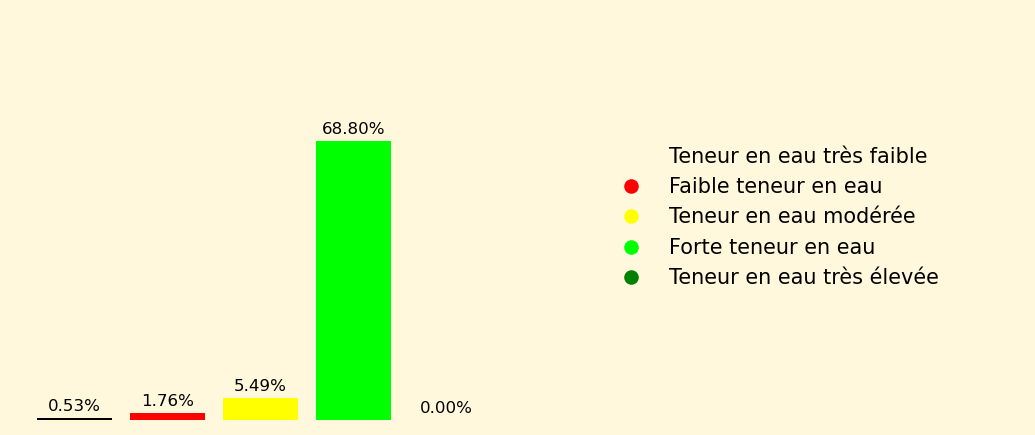 68.80%
5.49%
1.76%
0.53%
0.00%
Teneur en eau très faible
Faible teneur en eau
Teneur en eau modérée
Forte teneur en eau
Teneur en eau très élevée